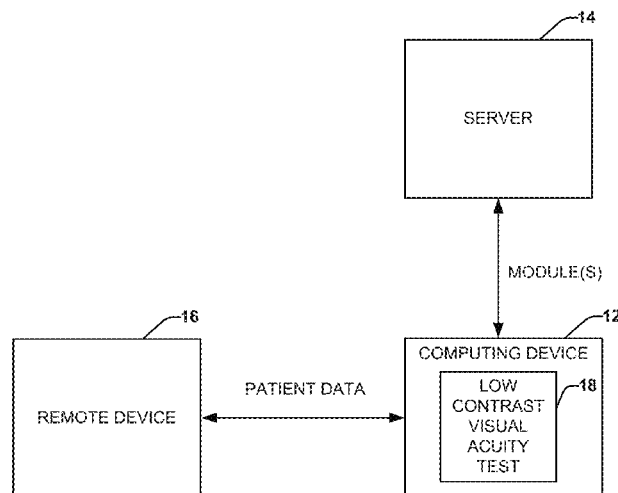 14
SERVER
MODULE(S)
16
12
REMOTE DEVICE
PATIENT DATA
COMPUTING DEVICE
LOW
CONTRAST
VISUAL
ACUITY
TEST
18